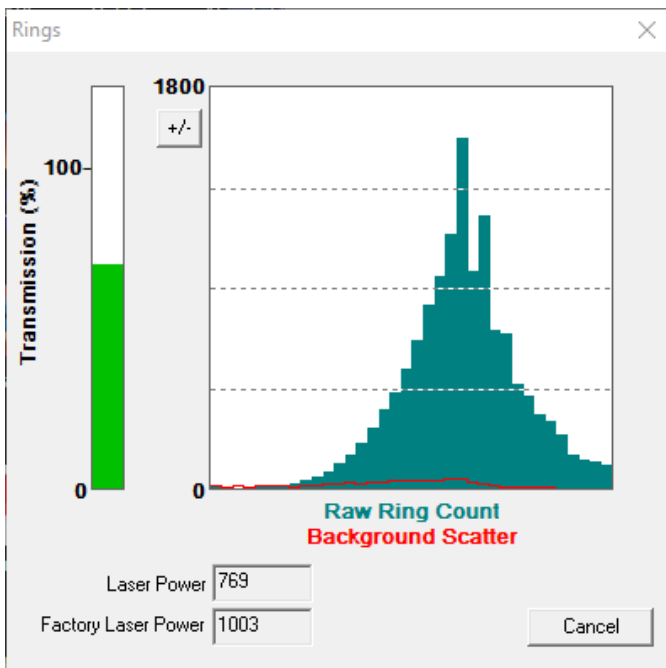 Rings
1800
+/-
100
Transmission (%)
0
0
Raw Ring Count
Background Scatter
Laser Power 769
Factory Laser Power 1003
Cancel